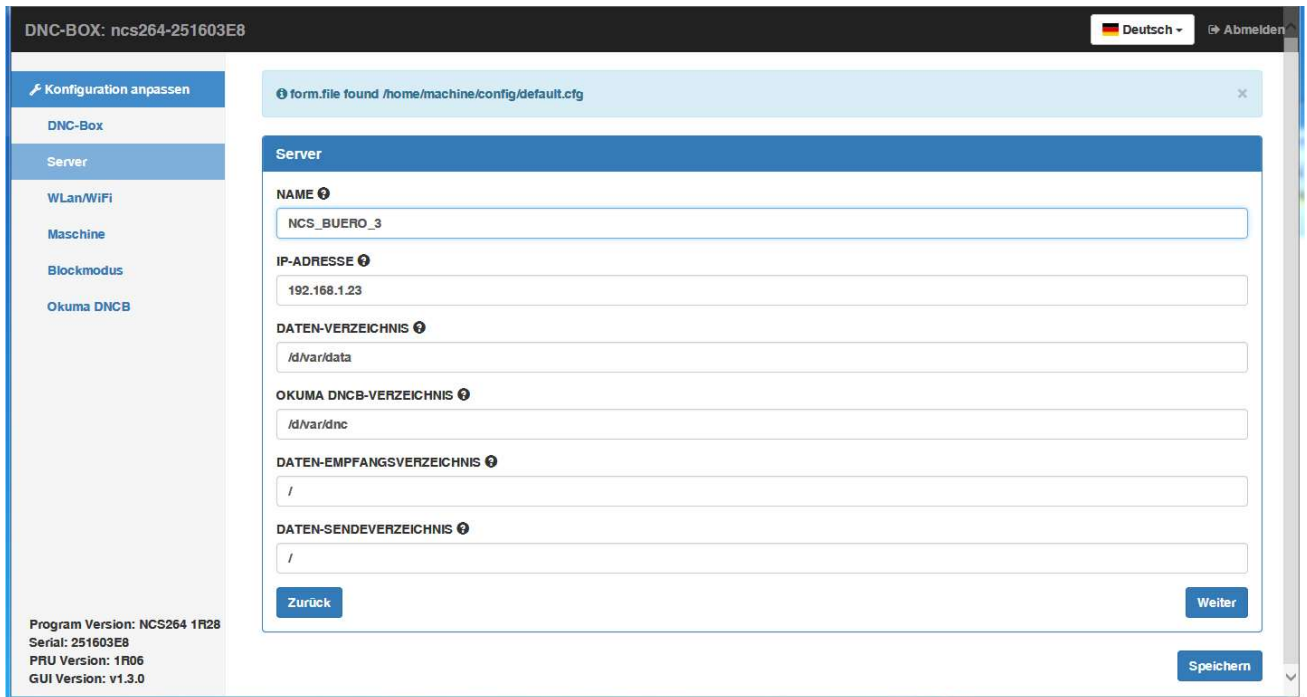 DNC-BOX: ncs264-251603E8
Deutsch
Abmelden
Konfiguration anpassen
DNC-Box
Server
WLan/WiFi
Maschine
Blockmodus
Okuma DNCB
form.file found /home/machine/config/default.cfg
×
Server
NAME
NCS_BUERO_3
IP-ADRESSE
192.168.1.23
DATEN-VERZEICHNIS
/d/var/data
OKUMA DNCB-VERZEICHNIS
/d/var/dnc
DATEN-EMPFANGSVERZEICHNIS
/
DATEN-SENDEVERZEICHNIS
/
Zurück
Weiter
Speichern
Program Version: NCS264 1R28
Serial: 251603E8
PRU Version: 1R06
GUI Version: v1.3.0